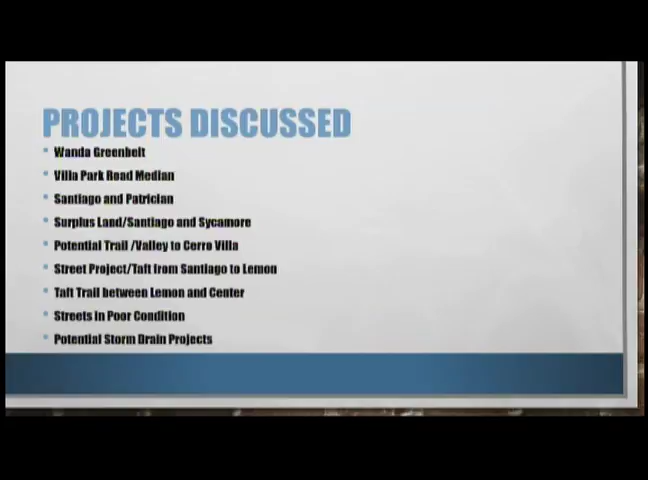 PROJECTS DISCUSSED
Wanda Greenbelt
Villa Park Road Median
Santiago and Patrician
Surplus Land/Santiago and Sycamore
Potential Trail /Valley to Cerro Villa
Street Project/Taft from Santiago to Lemon
Taft Trail between Lemon and Center
Streets in Poor Condition
Potential Storm Drain Projects